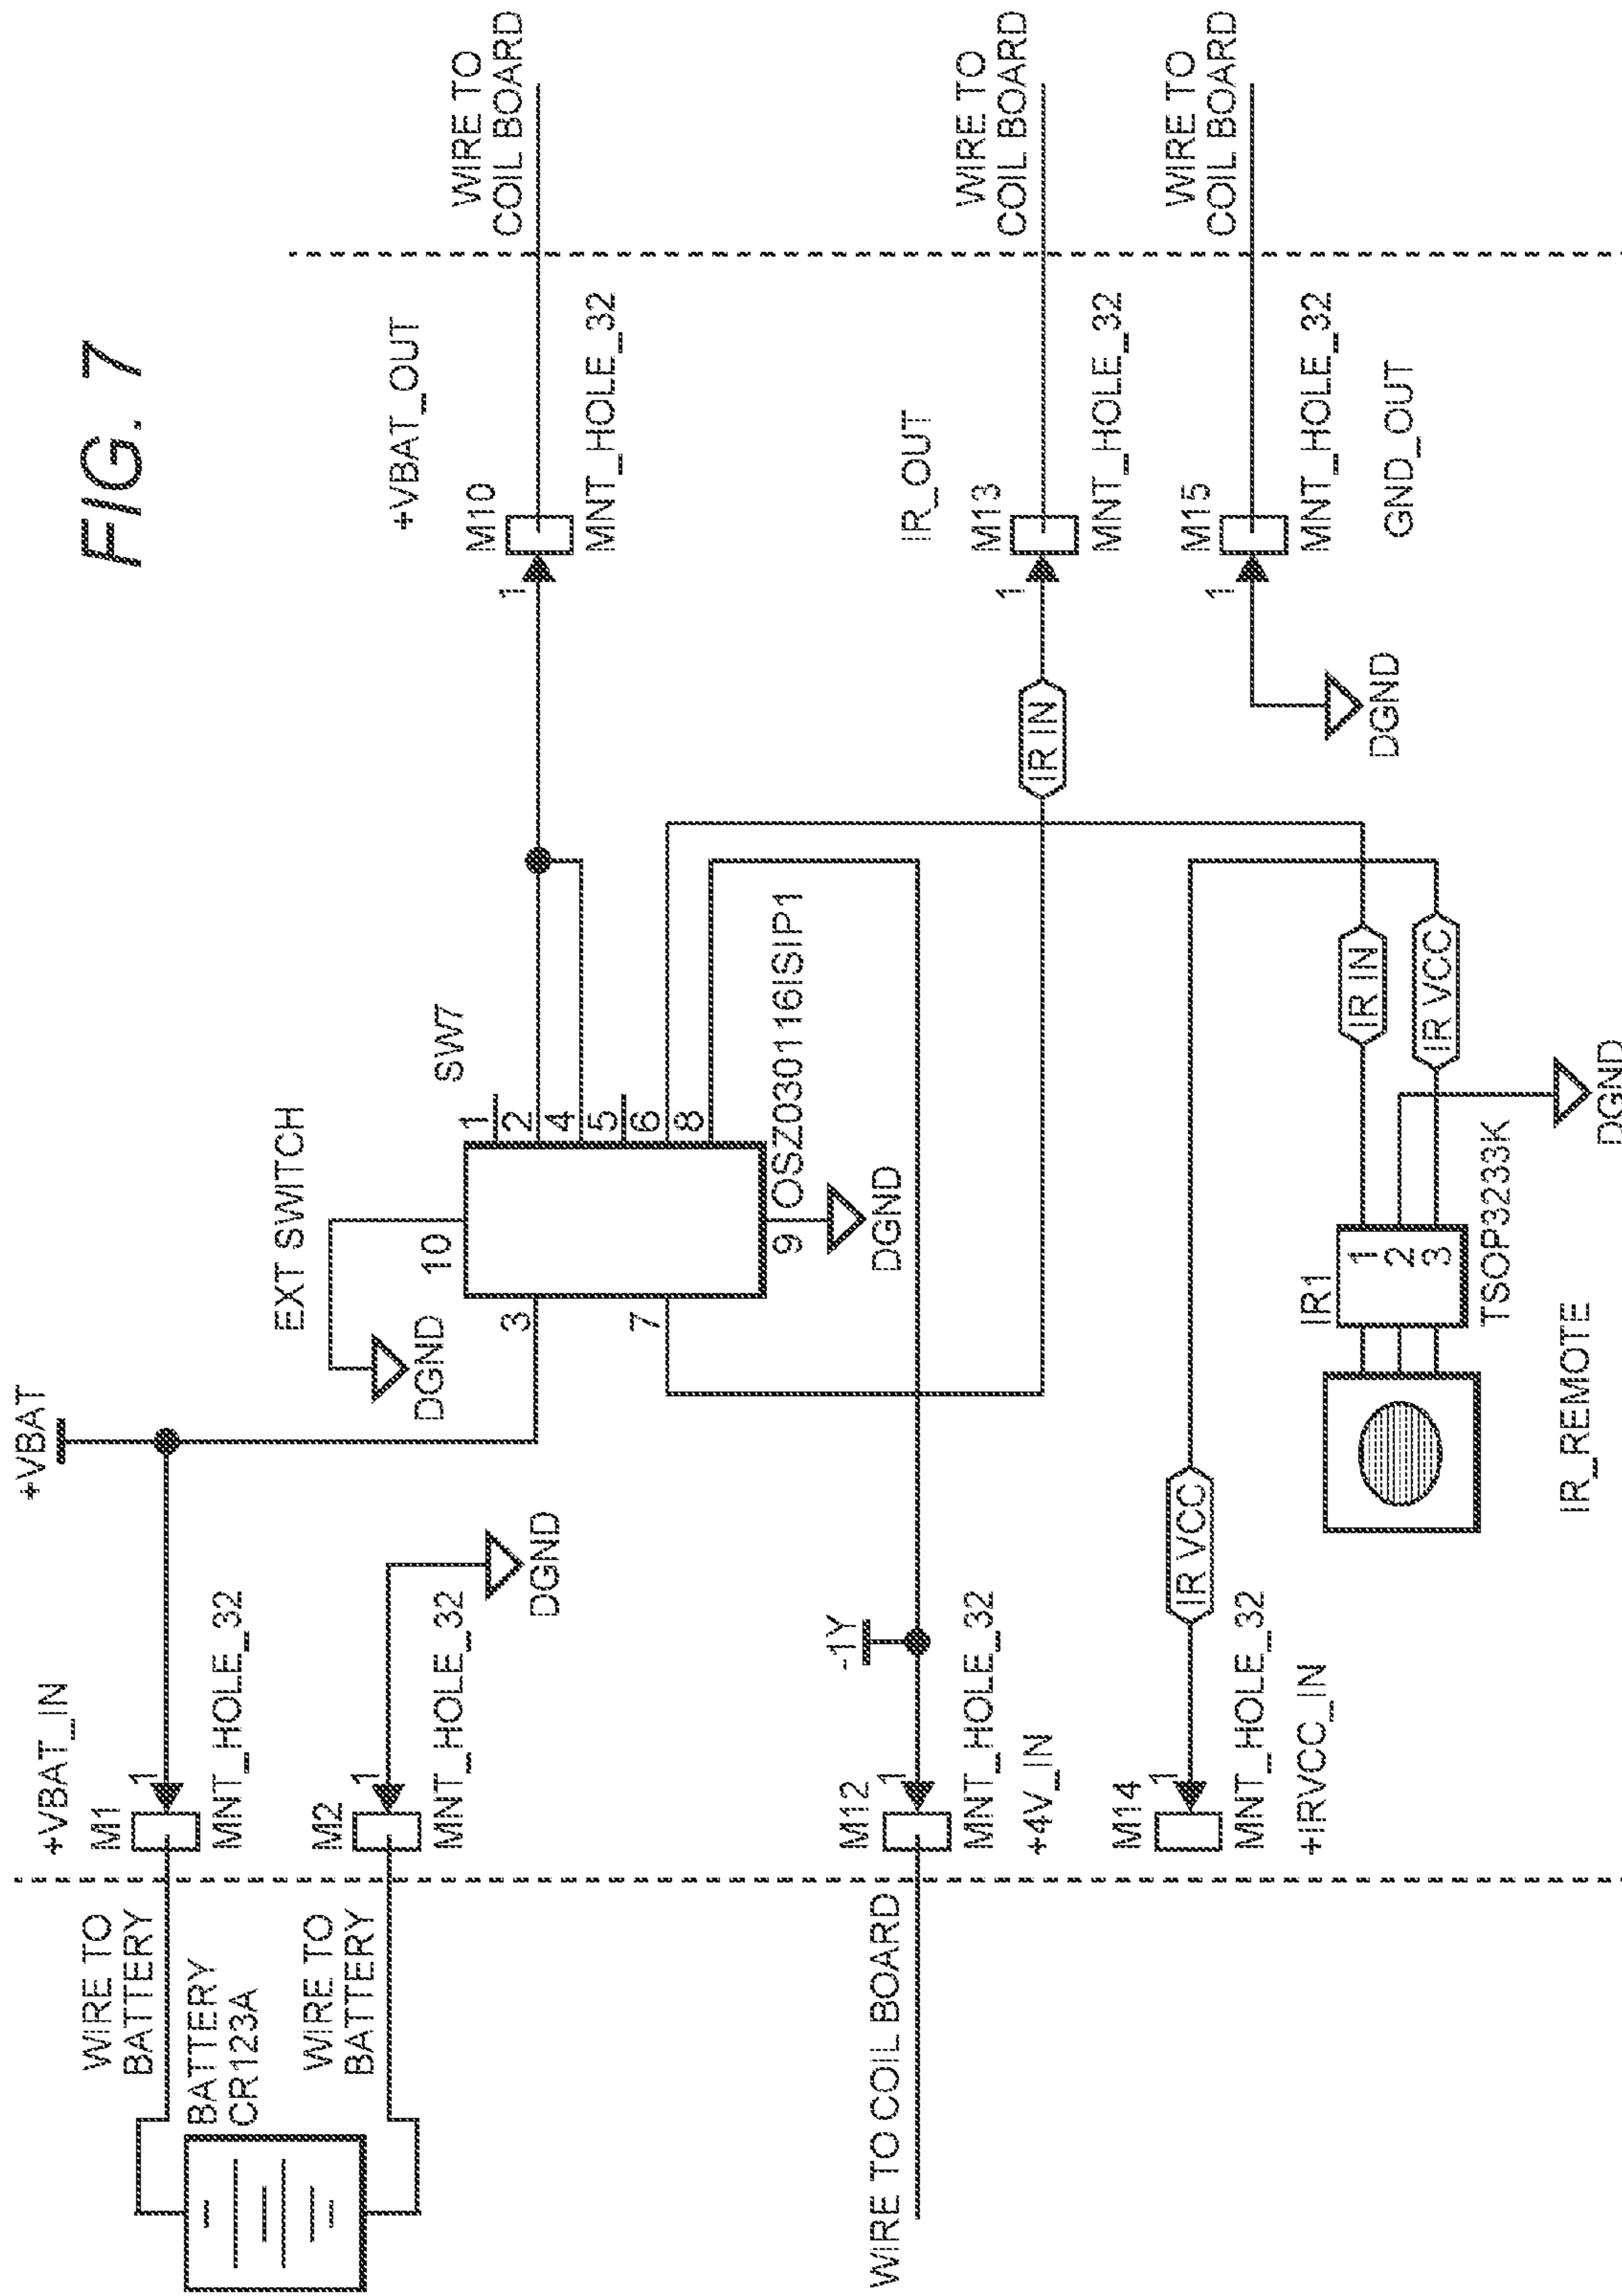 FIG. 7
+VBAT
+VBAT_IN
M1
1
MNT_HOLE_32
WIRE TO
BATTERY
BATTERY
CR123A
WIRE TO
BATTERY
M2
1
MNT_HOLE_32
DGND
EXT SWITCH
DGND
10
SW7
3
7
1
2
4
5
6
8
9
OSZ030116ISIP1
DGND
+VBAT_OUT
M10
1
MNT_HOLE_32
WIRE TO
COIL BOARD
WIRE TO COIL BOARD
M12
1
MNT_HOLE_32
+4V_IN
-1Y
IR IN
IR_OUT
M13
1
MNT_HOLE_32
WIRE TO
COIL BOARD
M14
1
MNT_HOLE_32
+IRVCC_IN
IR VCC
M15
1
MNT_HOLE_32
GND_OUT
DGND
WIRE TO
COIL BOARD
IR1
1
2
3
TSOP3233K
IR_REMOTE
IR IN
IR VCC
DGND